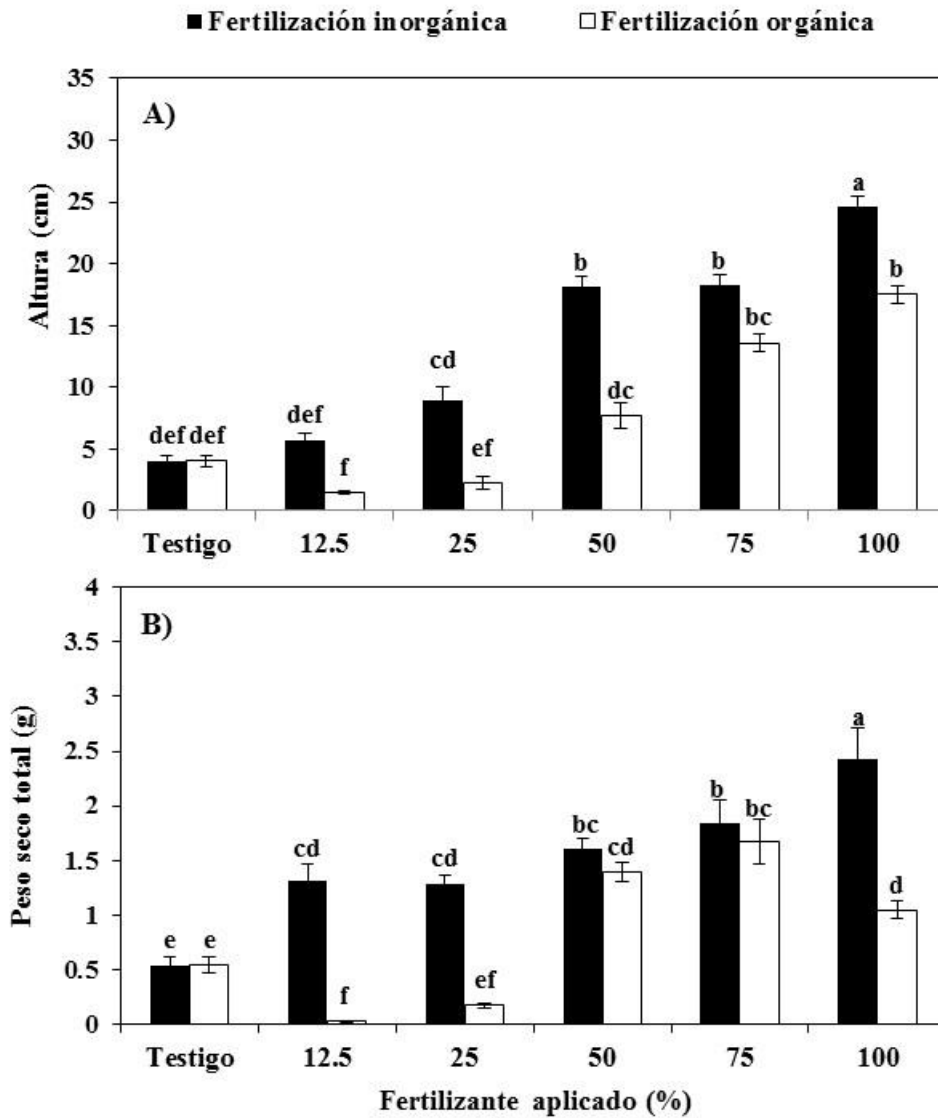 Fertilización inorgánica Fertilización orgánica
A)
Altura (cm)
35
30
25
20
15
10
5
0
def def def f cd ef b dc b bc a b
Testigo 12.5 25 50 75 100
B)
Peso seco total (g)
4
3.5
3
2.5
2
1.5
1
0.5
0
e e cd f cd ef bc cd b bc a d
Testigo 12.5 25 50 75 100
Fertilizante aplicado (%)